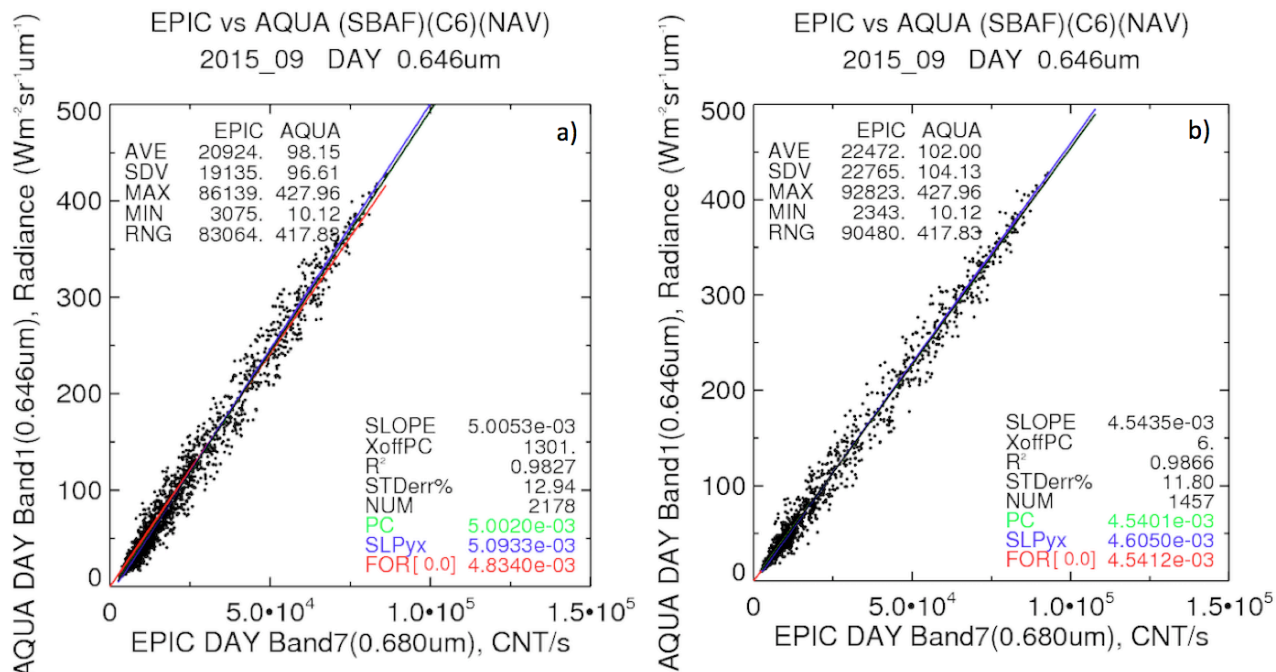 EPIC vs AQUA (SBAF)(C6)(NAV)
2015_09 DAY 0.646um
AQUA DAY Band1(0.646um), Radiance (Wm⁻²sr⁻¹um⁻¹)
500
400
300
200
100
0
a)
EPIC AQUA
AVE 20924. 98.15
SDV 19135. 96.61
MAX 86139. 427.96
MIN 3075. 10.12
RNG 83064. 417.83
SLOPE 5.0053e-03
XoffPC 1301.
R² 0.9827
STDerr% 12.94
NUM 2178
PC 5.0020e-03
SLPyx 5.0933e-03
FOR[ 0.0] 4.8340e-03
0 5.0•10⁴ 1.0•10⁵ 1.5•10⁵
EPIC DAY Band7(0.680um), CNT/s
EPIC vs AQUA (SBAF)(C6)(NAV)
2015_09 DAY 0.646um
AQUA DAY Band1(0.646um), Radiance (Wm⁻²sr⁻¹um⁻¹)
500
400
300
200
100
0
b)
EPIC AQUA
AVE 22472. 102.00
SDV 22765. 104.13
MAX 92823. 427.96
MIN 2343. 10.12
RNG 90480. 417.83
SLOPE 4.5435e-03
XoffPC 6.
R² 0.9866
STDerr% 11.80
NUM 1457
PC 4.5401e-03
SLPyx 4.6050e-03
FOR[ 0.0] 4.5412e-03
0 5.0•10⁴ 1.0•10⁵ 1.5•10⁵
EPIC DAY Band7(0.680um), CNT/s